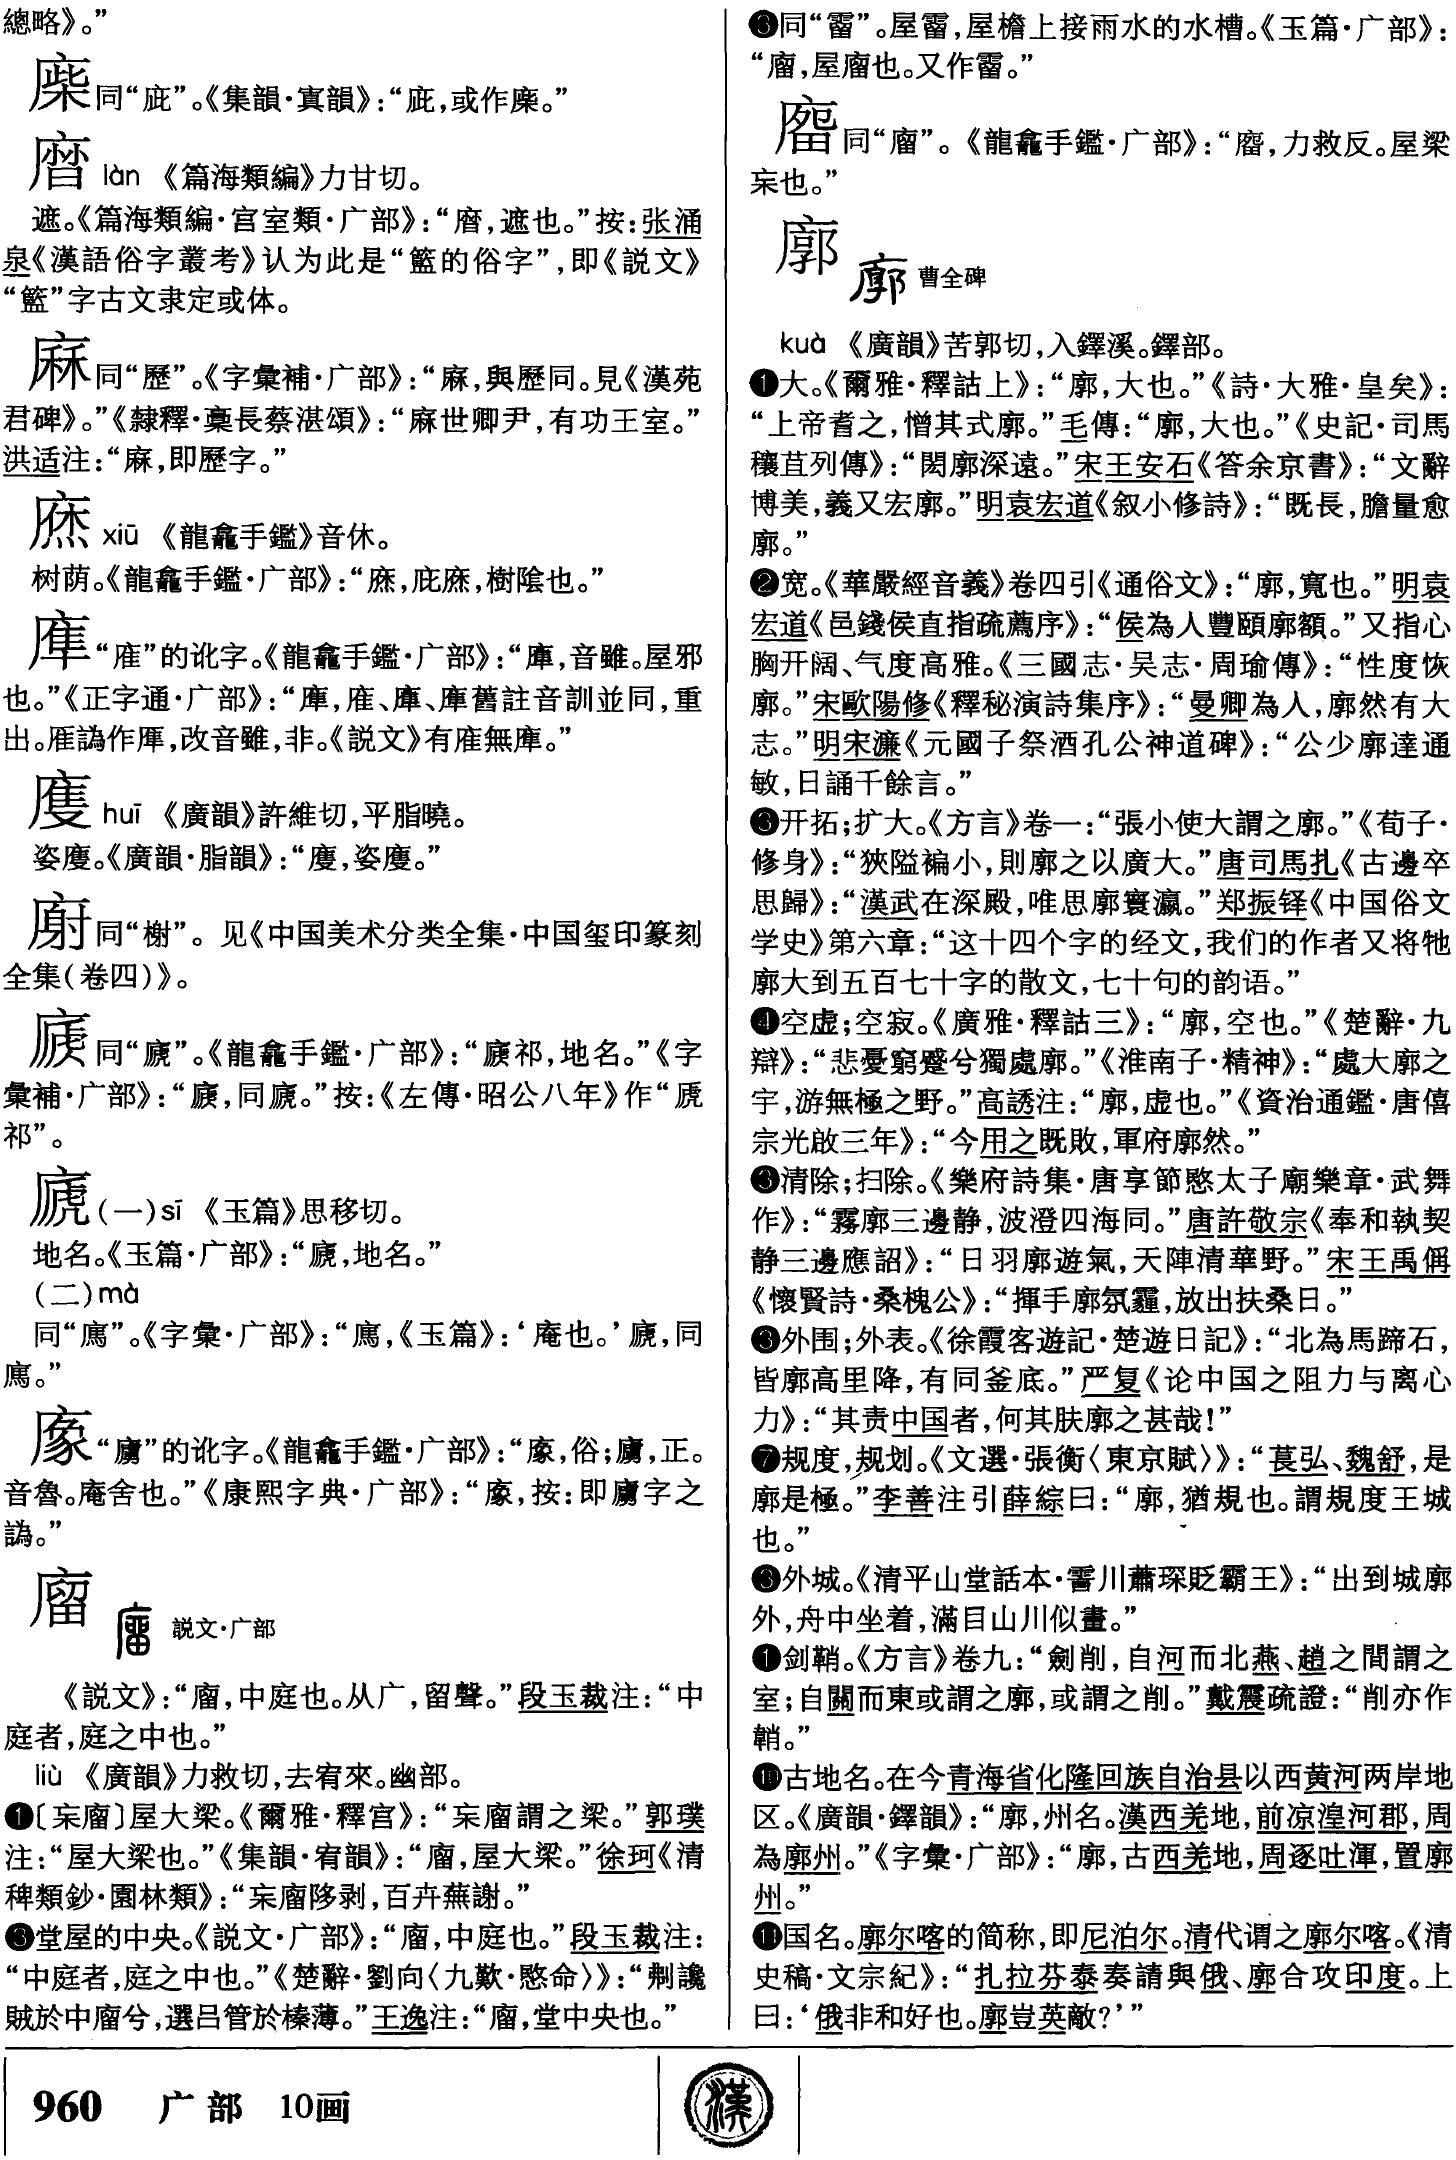 總略》。”
同“庇”。《集韻·寘韻》：“庇，或作庬。”
làn 《篇海類編》力甘切。
遮。《篇海類編·宫室類·广部》：“，遮也。”按：张涌
泉《漢語俗字叢考》认为此是“籃的俗字”，即《説文》
“籃”字古文隶定或体。
同“歷”。《字彙補·广部》：“，與歷同。見《漢苑
君碑》。”《隸釋·稾長蔡湛頌》：“世卿尹，有功王室。”
洪适注：“，即歷字。”
庥 xiū 《龍龕手鑑》音休。
树荫。《龍龕手鑑·广部》：“，庇，樹陰也。”
“”的讹字。《龍龕手鑑·广部》：“，音雖。屋邪
也。”《正字通·广部》：“舊註音訓並同，重
出。譌作厙，改音雖，非。《説文》有無。”
huī 《廣韻》許維切，平脂曉。
姿。《廣韻·脂韻》：“，姿。”
同“榭”。见《中国美术分类全集·中国玺印篆刻
全集（卷四）》。
同“㡗”。《龍龕手鑑·广部》：“祁，地名。”《字
彙補·广部》：“，同。”按：《左傳·昭公八年》作“虒
祁”。
（一）sī 《玉篇》思移切。
地名。《玉篇·广部》：“，地名。”
（二）mà
同“”。《字彙·广部》：“，《玉篇》：‘庵也。’，同
。”
“”的讹字。《龍龕手鑑·广部》：“，俗；，正。
音魯。庵舍也。”《康熙字典·广部》：“，按：即字之
譌。”
廇 説文·广部
《説文》：“廇，中庭也。从广，留聲。”段玉裁注：“中
庭者，庭之中也。”
liù 《廣韻》力救切，去宥來。幽部。
❶〔杗廇〕屋大梁。《爾雅·釋宫》：“杗廇謂之梁。”郭璞
注：“屋大梁也。”《集韻·宥韻》：“廇，屋大梁。”徐珂《清
稗類鈔·園林類》：“杗廇陊剥，百卉蕪謝。”
❷堂屋的中央。《説文·广部》：“廇，中庭也。”段玉裁注：
“中庭者，庭之中也。”《楚辭·劉向〈九歎·愍命〉》：“刜讒
賊於中廇兮，選吕管於榛薄。”王逸注：“廇，堂中央也。”
❸同“霤”。屋霤，屋檐上接雨水的水槽。《玉篇·广部》：
“廇，屋廇也。又作霤。”
同“廇”。《龍龕手鑑·广部》：“，力救反。屋梁
杗也。”
廓 曹全碑
kuò 《廣韻》苦郭切，入鐸溪。鐸部。
❶大。《爾雅·釋詁上》：“廓，大也。”《詩·大雅·皇矣》：
“上帝耆之，憎其式廓。”毛傳：“廓，大也。”《史記·司馬
穰苴列傳》：“閎廓深遠。”宋王安石《答余京書》：“文辭
博美，義又宏廓。”明袁宏道《叙小修詩》：“既長，膽量愈
廓。”
❷宽。《華嚴經音義》卷四引《通俗文》：“廓，寬也。”明袁
宏道《邑錢侯直指疏薦序》：“侯為人豐頤廓額。”又指心
胸开阔、气度高雅。《三國志·吴志·周瑜傳》：“性度恢
廓。”宋歐陽修《釋秘演詩集序》：“曼卿為人，廓然有大
志。”明宋濂《元國子祭酒孔公神道碑》：“公少廓達通
敏，日誦千餘言。”
❸开拓；扩大。《方言》卷一：“張小使大謂之廓。”《荀子·
修身》：“狹隘褊小，則廓之以廣大。”唐司馬扎《古邊卒
思歸》：“漢武在深殿，唯思廓寰瀛。”郑振铎《中国俗文
学史》第六章：“这十四个字的经文，我们的作者又将牠
廓大到五百七十字的散文，七十句的韵语。”
❹空虚；空寂。《廣雅·釋詁三》：“廓，空也。”《楚辭·九
辯》：“悲憂窮蹙兮獨處廓。”《淮南子·精神》：“處大廓之
宇，游無極之野。”高誘注：“廓，虚也。”《資治通鑑·唐僖
宗光啟三年》：“今用之既敗，軍府廓然。”
❺清除；扫除。《樂府詩集·唐享節愍太子廟樂章·武舞
作》：“霧廓三邊静，波澄四海同。”唐許敬宗《奉和執契
静三邊應詔》：“日羽廓遊氣，天陣清華野。”宋王禹偁
《懷賢詩·桑槐公》：“揮手廓氛霾，放出扶桑日。”
❻外围；外表。《徐霞客遊記·楚遊日記》：“北為馬蹄石，
皆廓高里降，有同釜底。”严复《论中国之阻力与离心
力》：“其责中国者，何其肤廓之甚哉！”
❼规度，规划。《文選·張衡〈東京賦〉》：“萇弘、魏舒，是
廓是極。”李善注引薛綜曰：“廓，猶規也。謂規度王城
也。”
❽外城。《清平山堂話本·霅川蕭琛貶霸王》：“出到城廓
外，舟中坐着，滿目山川似畫。”
❾剑鞘。《方言》卷九：“劍削，自河而北燕、趙之間謂之
室；自關而東或謂之廓，或謂之削。”戴震疏證：“削亦作
鞘。”
❿古地名。在今青海省化隆回族自治县以西黄河两岸地
区。《廣韻·鐸韻》：“廓，州名。漢西羌地，前凉湟河郡，周
為廓州。”《字彙·广部》：“廓，古西羌地，周逐吐渾，置廓
州。”
⓫国名。廓尔喀的简称，即尼泊尔。清代谓之廓尔喀。《清
史稿·文宗紀》：“扎拉芬泰奏請與俄、廓合攻印度。上
曰：‘俄非和好也。廓豈英敵？’”
960 广部 10画
漢